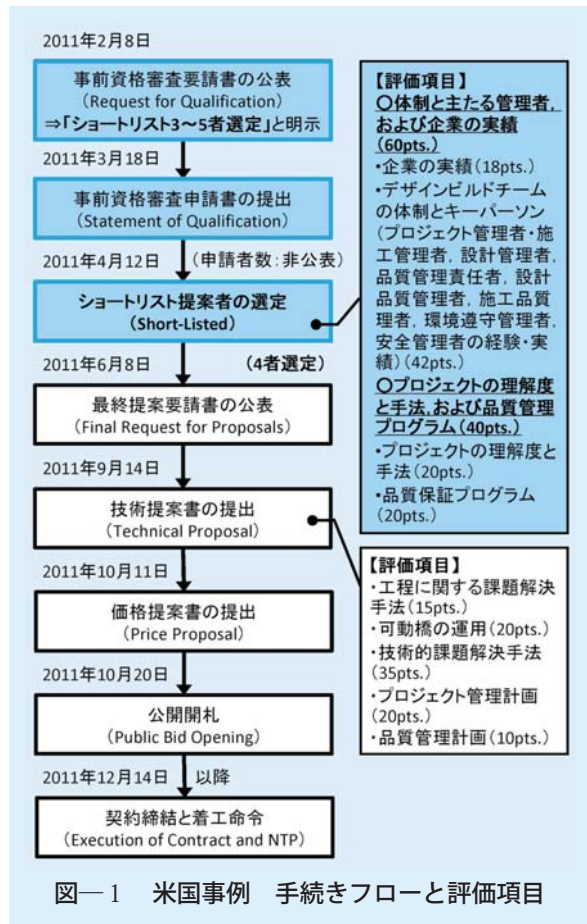 2011年2月8日
事前資格審査要請書の公表
(Request for Qualification)
⇒「ショートリスト3～5者選定」と明示
2011年3月18日
事前資格審査申請書の提出
(Statement of Qualification)
2011年4月12日 (申請者数:非公表)
ショートリスト提案者の選定
(Short-Listed)
2011年6月8日 (4者選定)
最終提案要請書の公表
(Final Request for Proposals)
2011年9月14日
技術提案書の提出
(Technical Proposal)
2011年10月11日
価格提案書の提出
(Price Proposal)
2011年10月20日
公開開札
(Public Bid Opening)
2011年12月14日 以降
契約締結と着工命令
(Execution of Contract and NTP)
【評価項目】
○体制と主たる管理者,
および企業の実績
(60pts.)
・企業の実績(18pts.)
・デザインビルドチーム
の体制とキーパーソン
(プロジェクト管理者・施
工管理者, 設計管理者,
品質管理責任者, 設計
品質管理者, 施工品質管
理者, 環境遵守管理者,
安全管理者の経験・実
績)(42pts.)
○プロジェクトの理解度
と手法,および品質管理
プログラム(40pts.)
・プロジェクトの理解度と
手法(20pts.)
・品質保証プログラム
(20pts.)
【評価項目】
・工程に関する課題解決
手法(15pts.)
・可動橋の運用(20pts.)
・技術的課題解決手法
(35pts.)
・プロジェクト管理計画
(20pts.)
・品質管理計画(10pts.)
図―1 米国事例 手続きフローと評価項目